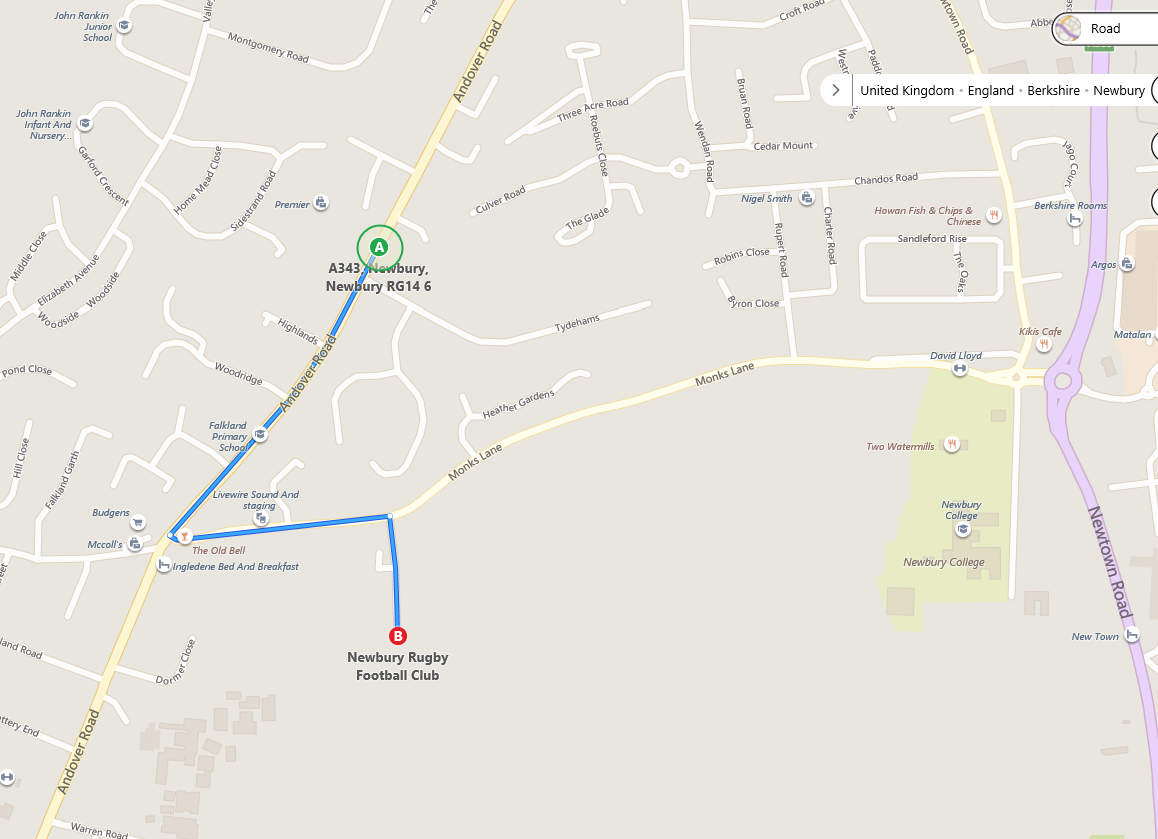 The
John Rankin
Junior
School
Valley
Andover Road
Croft Road
Newtown Road
Abbe
Road
Montgomery Road
United Kingdom • England • Berkshire • Newbury
Three Acre Road
Bruan Road
John Rankin
Infant And
Nursery...
Roebuts Close
Wendan Road
Cedar Mount
Garford Crescent
Home Mead Close
Sidestrand Road
Chandos Road
Culver Road
Premier
Nigel Smith
Berkshire Rooms
Howan Fish & Chips &
Chinese
The Glade
Charter Road
Rupert Road
Middle Close
Sandleford Rise
A
A343, Newbury,
Newbury RG14 6
Robins Close
The Oaks
Argos
Elizabeth Avenue
Woodside
Woodside
Byron Close
Highlands
Tydehams
Kikis Cafe
Matalan
David Lloyd
Andover Road
Pond Close
Woodridge
Monks Lane
Heather Gardens
Falkland
Primary
School
Two Watermills
Hill Close
Falkland Garth
Monks Lane
Livewire Sound And
staging
Newbury
College
Budgens
Mccoll's
The Old Bell
Ingledene Bed And Breakfast
Newbury College
Newtown Road
B
Newbury Rugby
Football Club
New Town
land Road
Dormer Close
Andover Road
ttery End
Warren Road